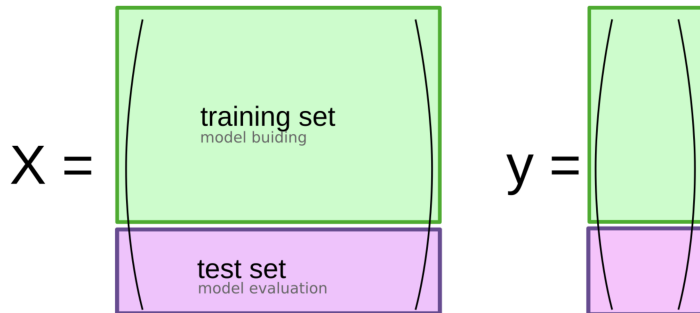 training set
model buiding
X =
y =
test set
model evaluation